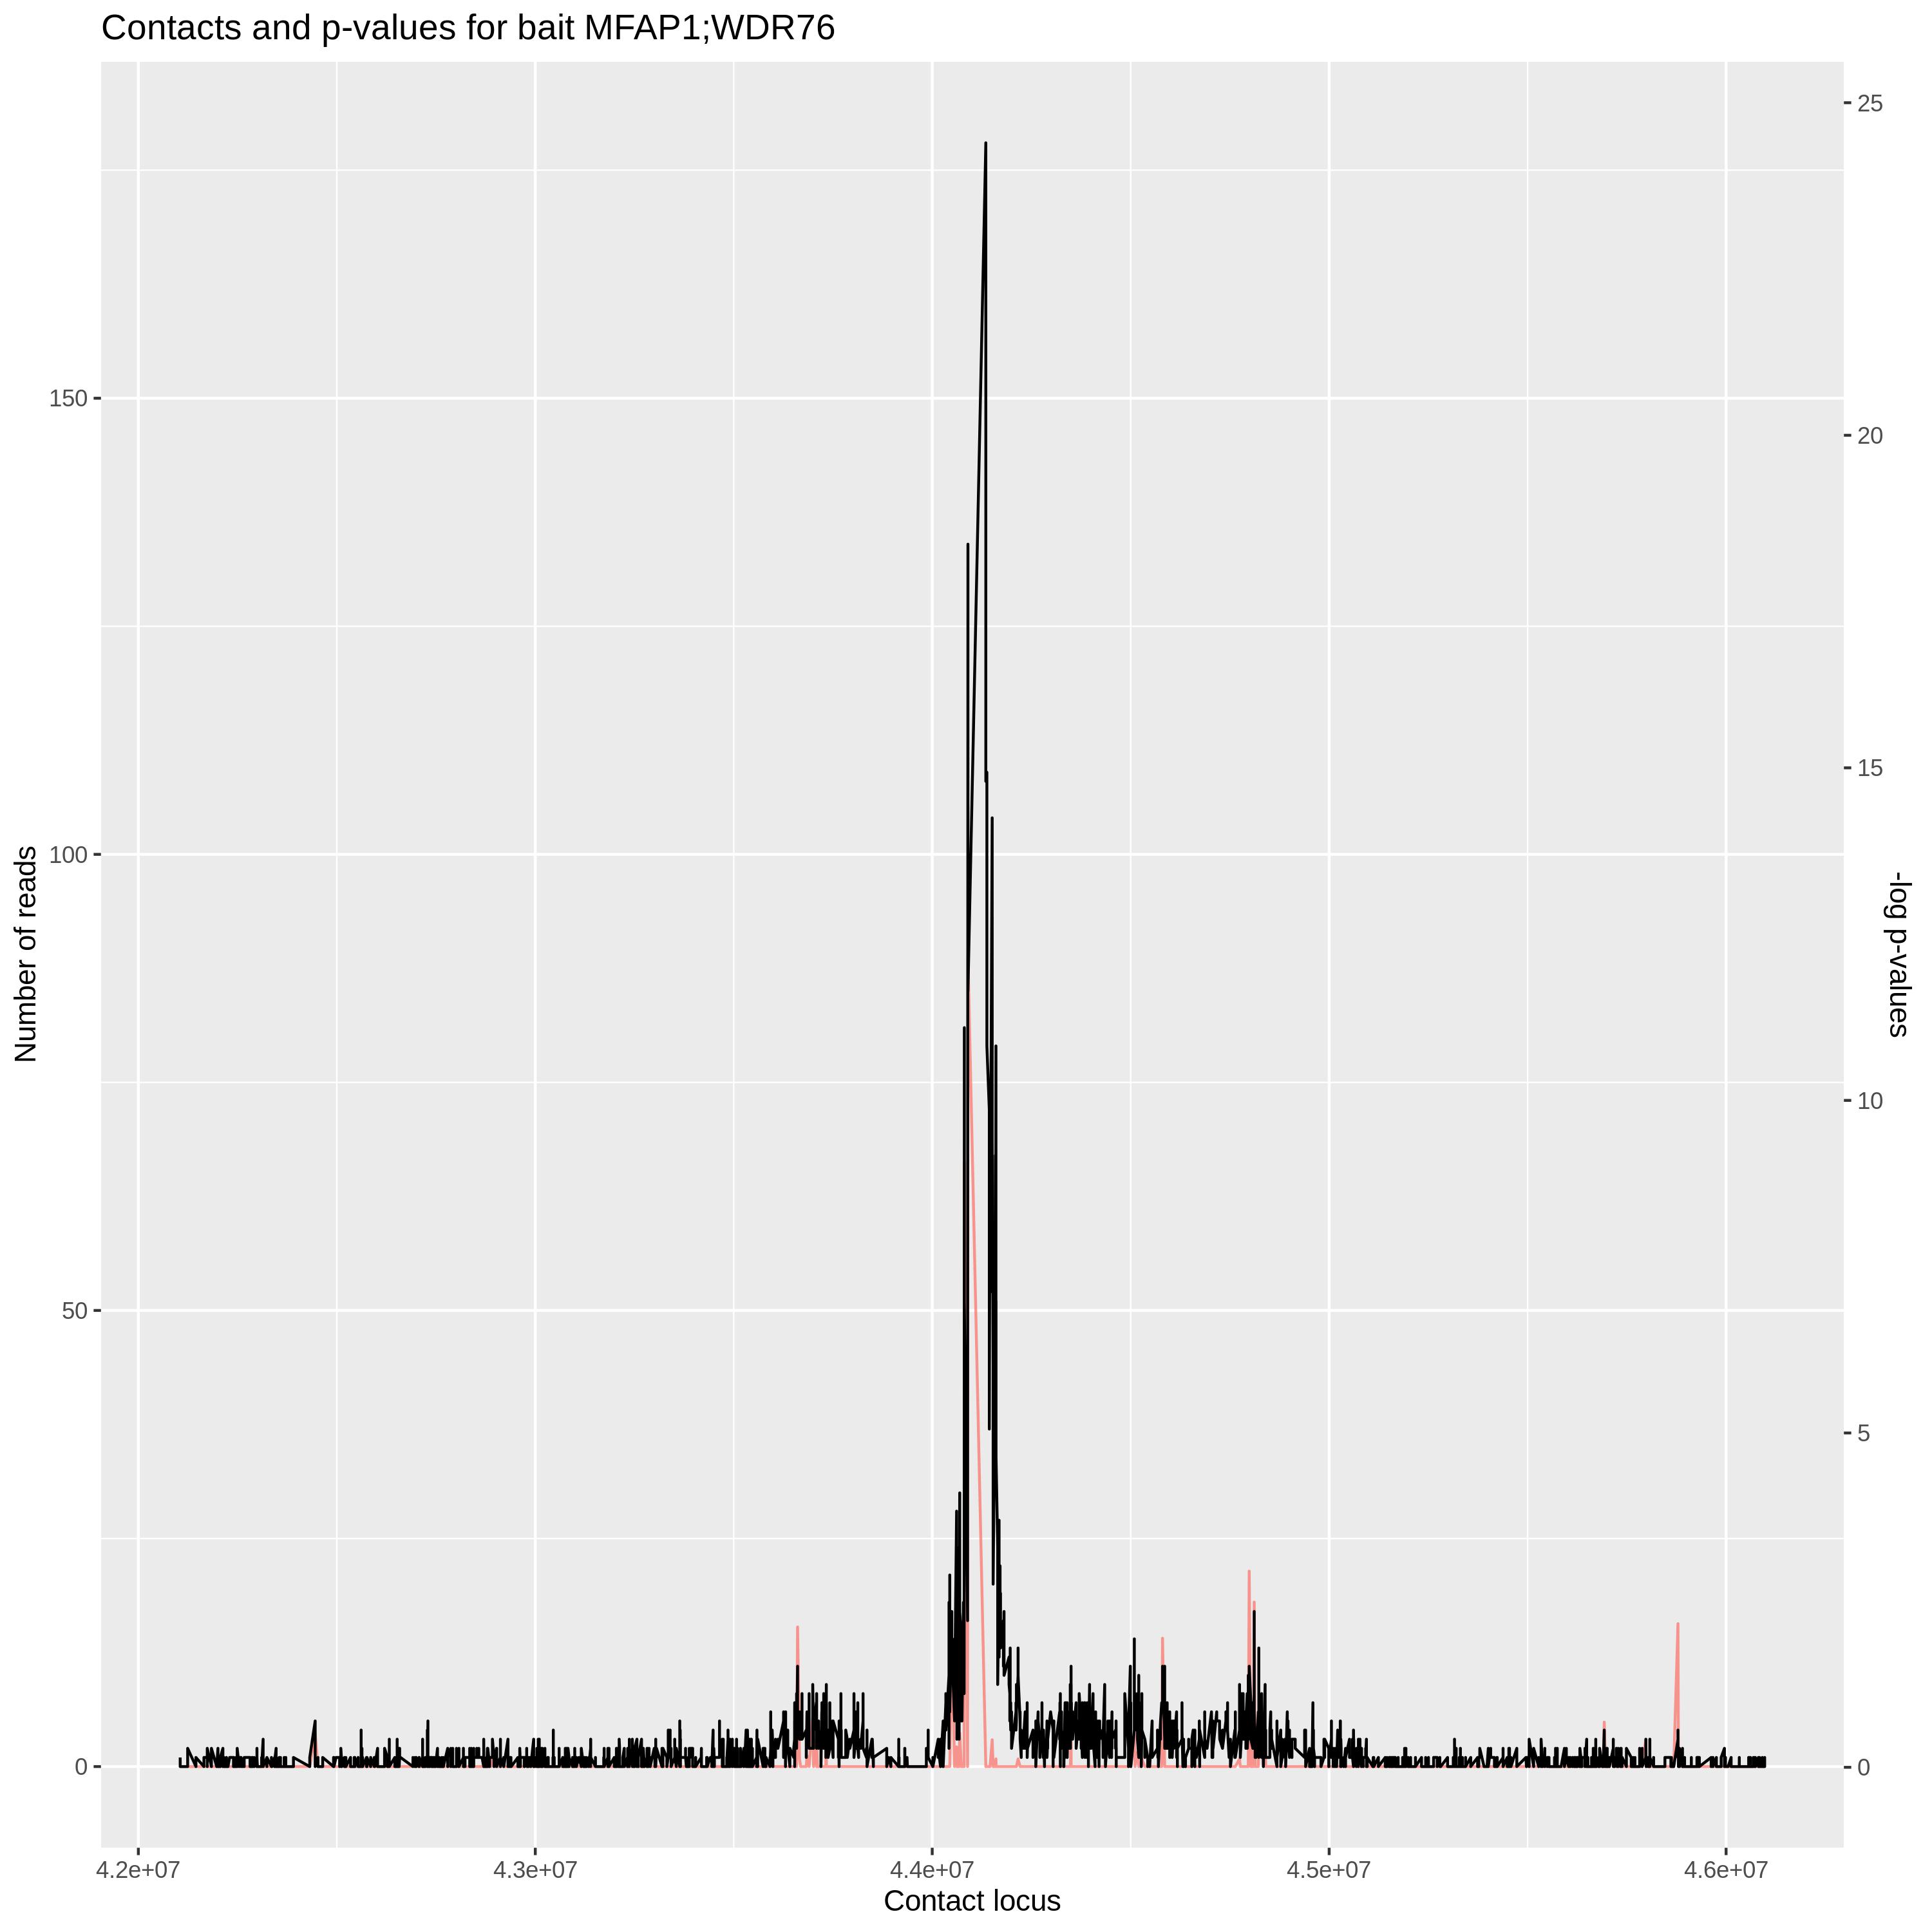 Contacts and p-values for bait MFAP1;WDR76
Number of reads
150
100
50
0
25
20
15
10
5
0
-log p-values
4.2e+07 4.3e+07 4.4e+07 4.5e+07 4.6e+07
Contact locus